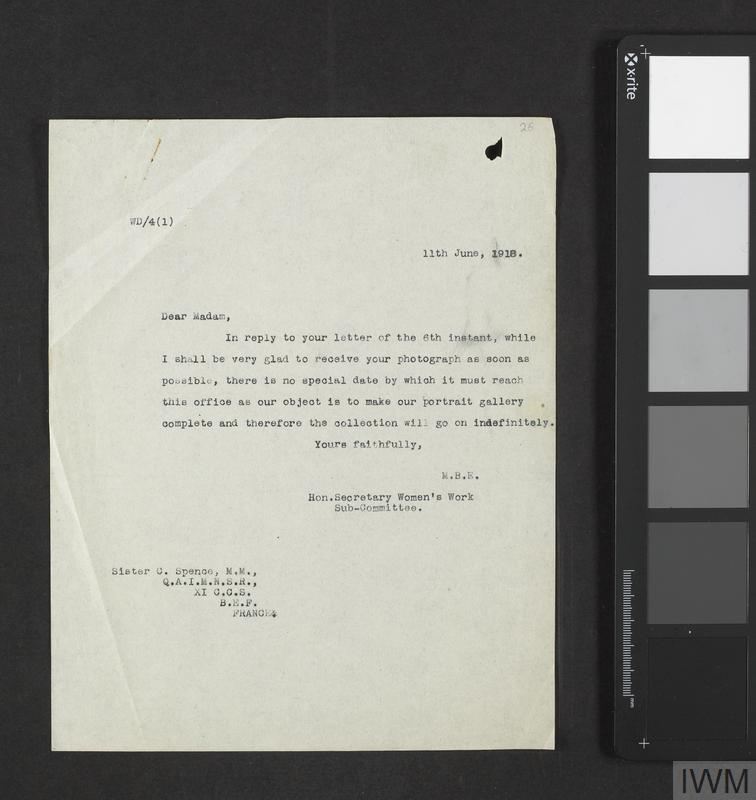 26
WD/4(1)
11th June, 1918.
Dear Madam,
In reply to your letter of the 6th instant, while
I shall be very glad to receive your photograph as soon as
possible, there is no special date by which it must reach
this office as our object is to make our portrait gallery
complete and therefore the collection will go on indefinitely.
Yours faithfully,
M.B.E.
Hon.Secretary Women's Work
Sub-Committee.
Sister C. Spence, M.M.,
Q.A.I.M.N.S.R.,
XI C.C.S.
B.E.F.
FRANCE.
x-rite
mm
IWM